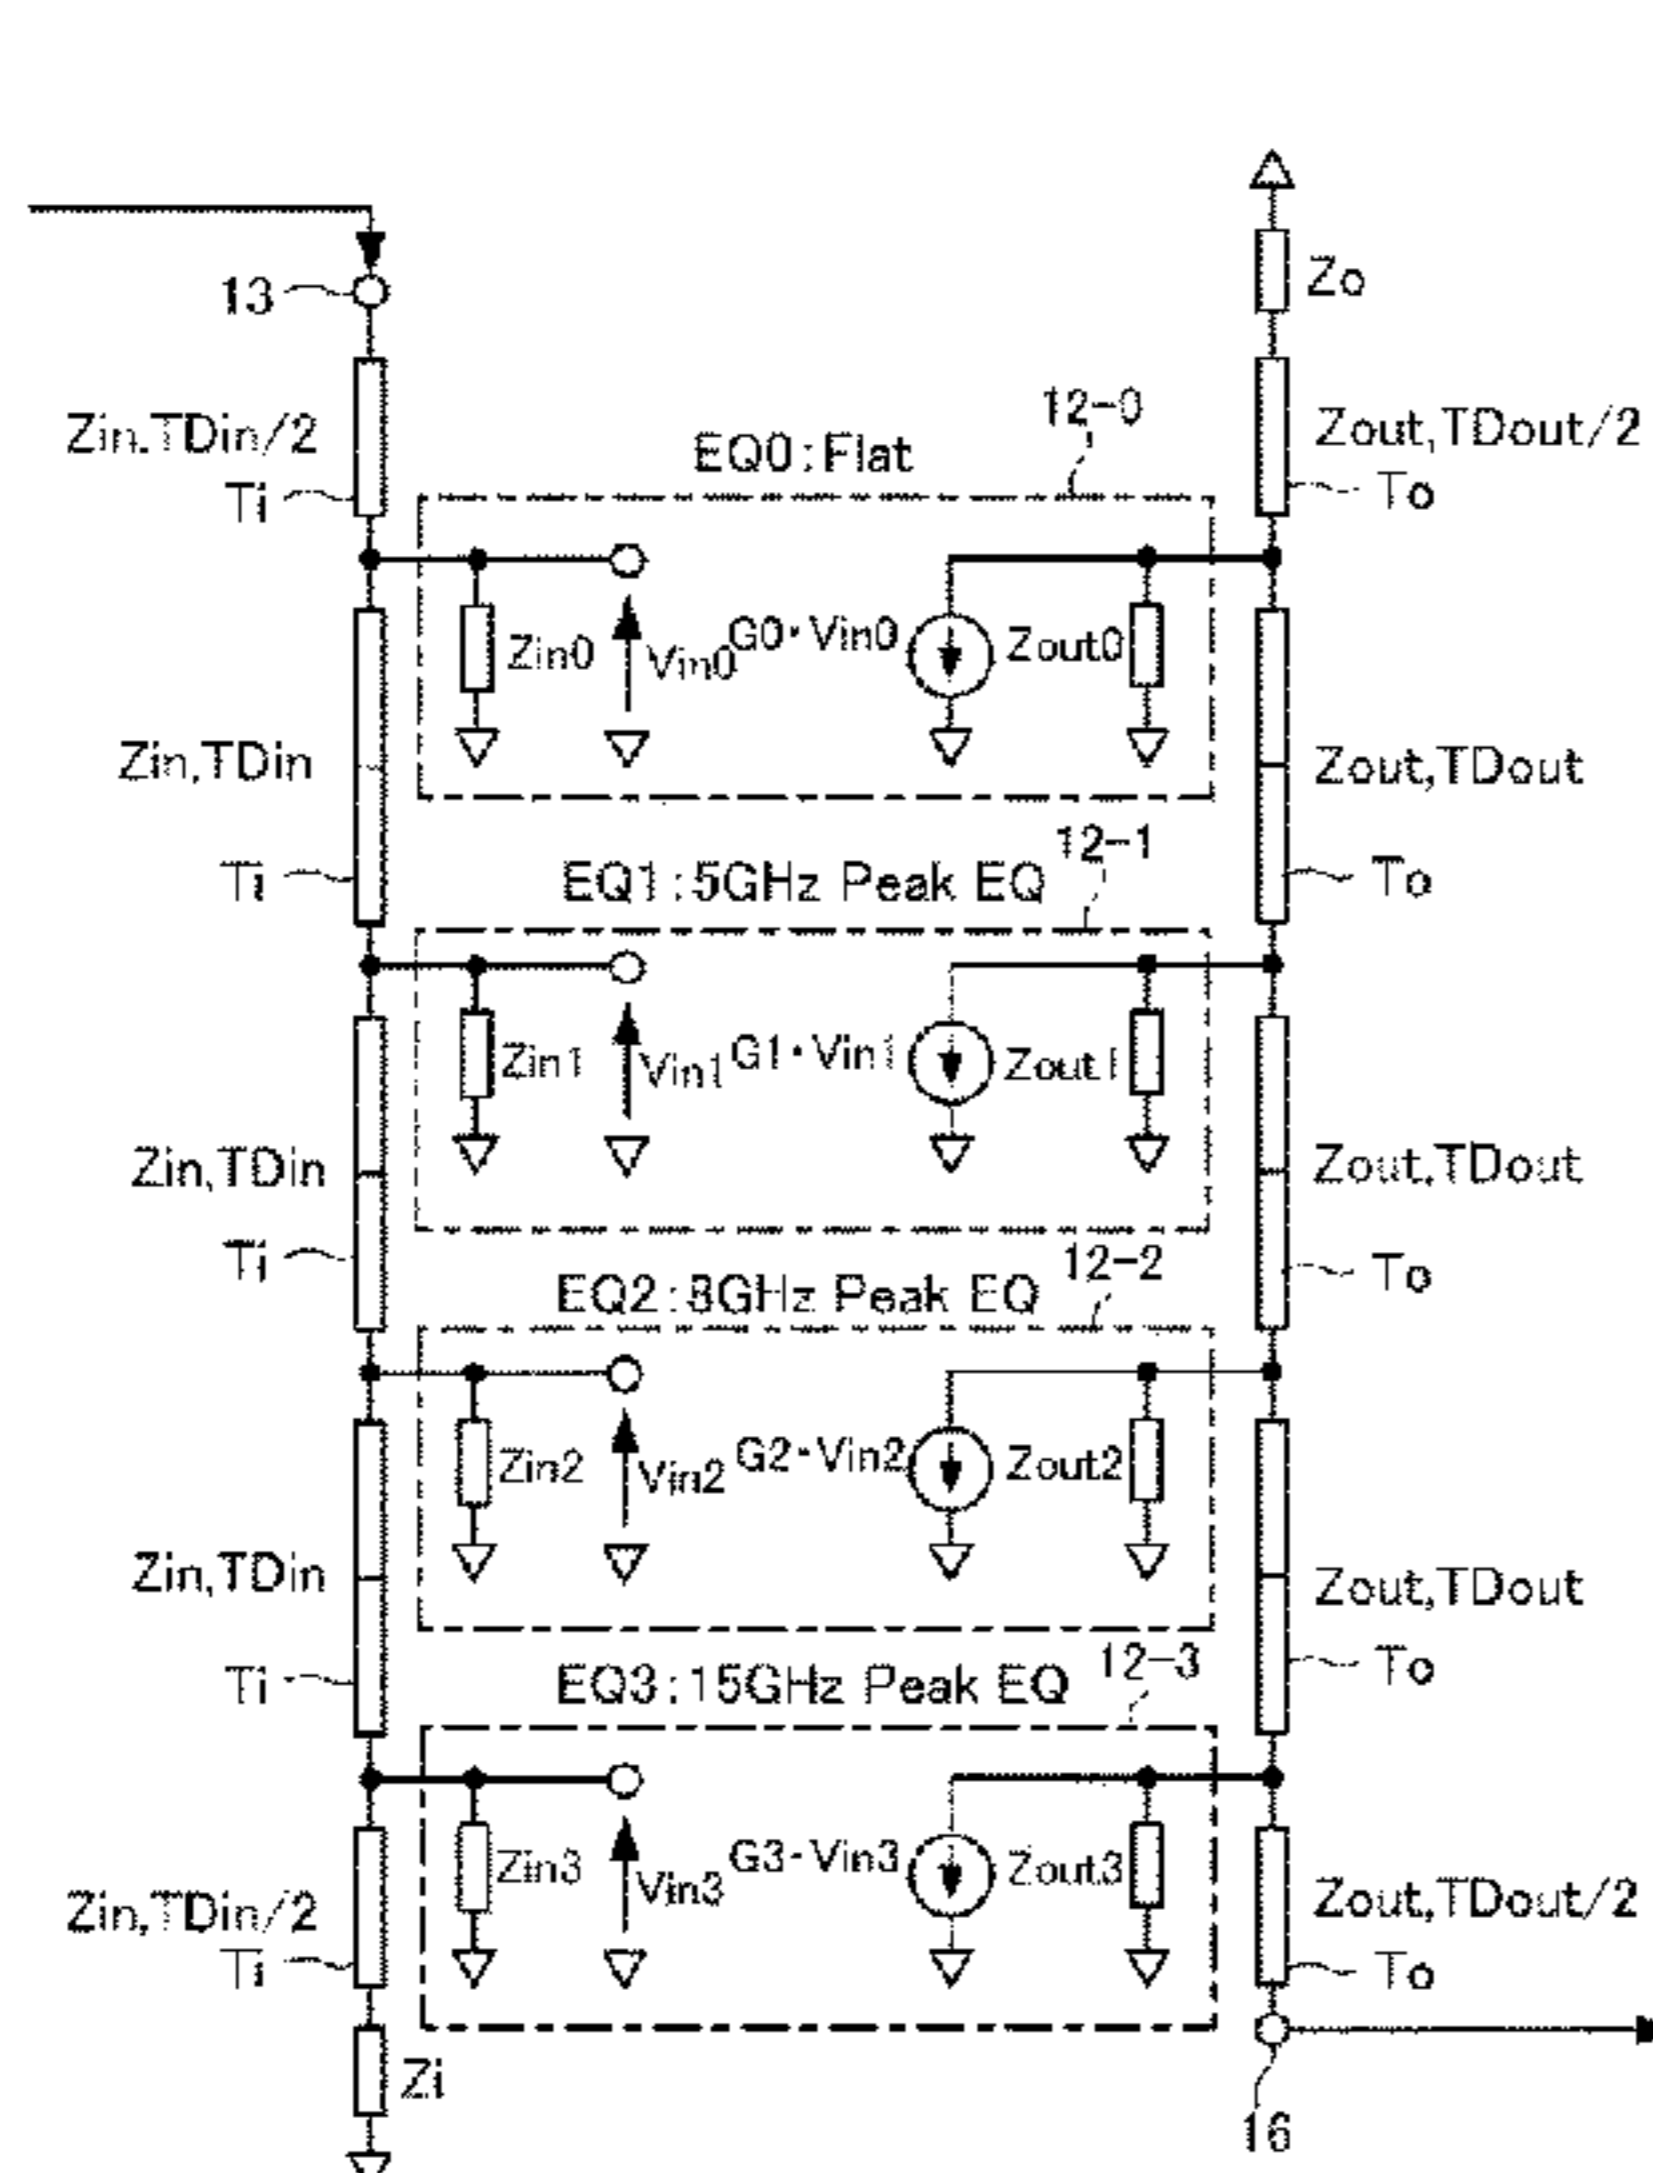 13
Zo
Zin,TDin/2
Ti
12-0
EQ0:Flat
Zout,TDout/2
To
Zin0
Vin0
G0·Vin0
Zout0
Zin,TDin
Ti
Zout,TDout
To
12-1
EQ1:5GHz Peak EQ
Zin1
Vin1
G1·Vin1
Zout1
Zin,TDin
Ti
Zout,TDout
To
12-2
EQ2:8GHz Peak EQ
Zin2
Vin2
G2·Vin2
Zout2
Zin,TDin
Ti
Zout,TDout
To
12-3
EQ3:15GHz Peak EQ
Zin3
Vin3
G3·Vin3
Zout3
Zin,TDin/2
Ti
Zout,TDout/2
To
Zi
16